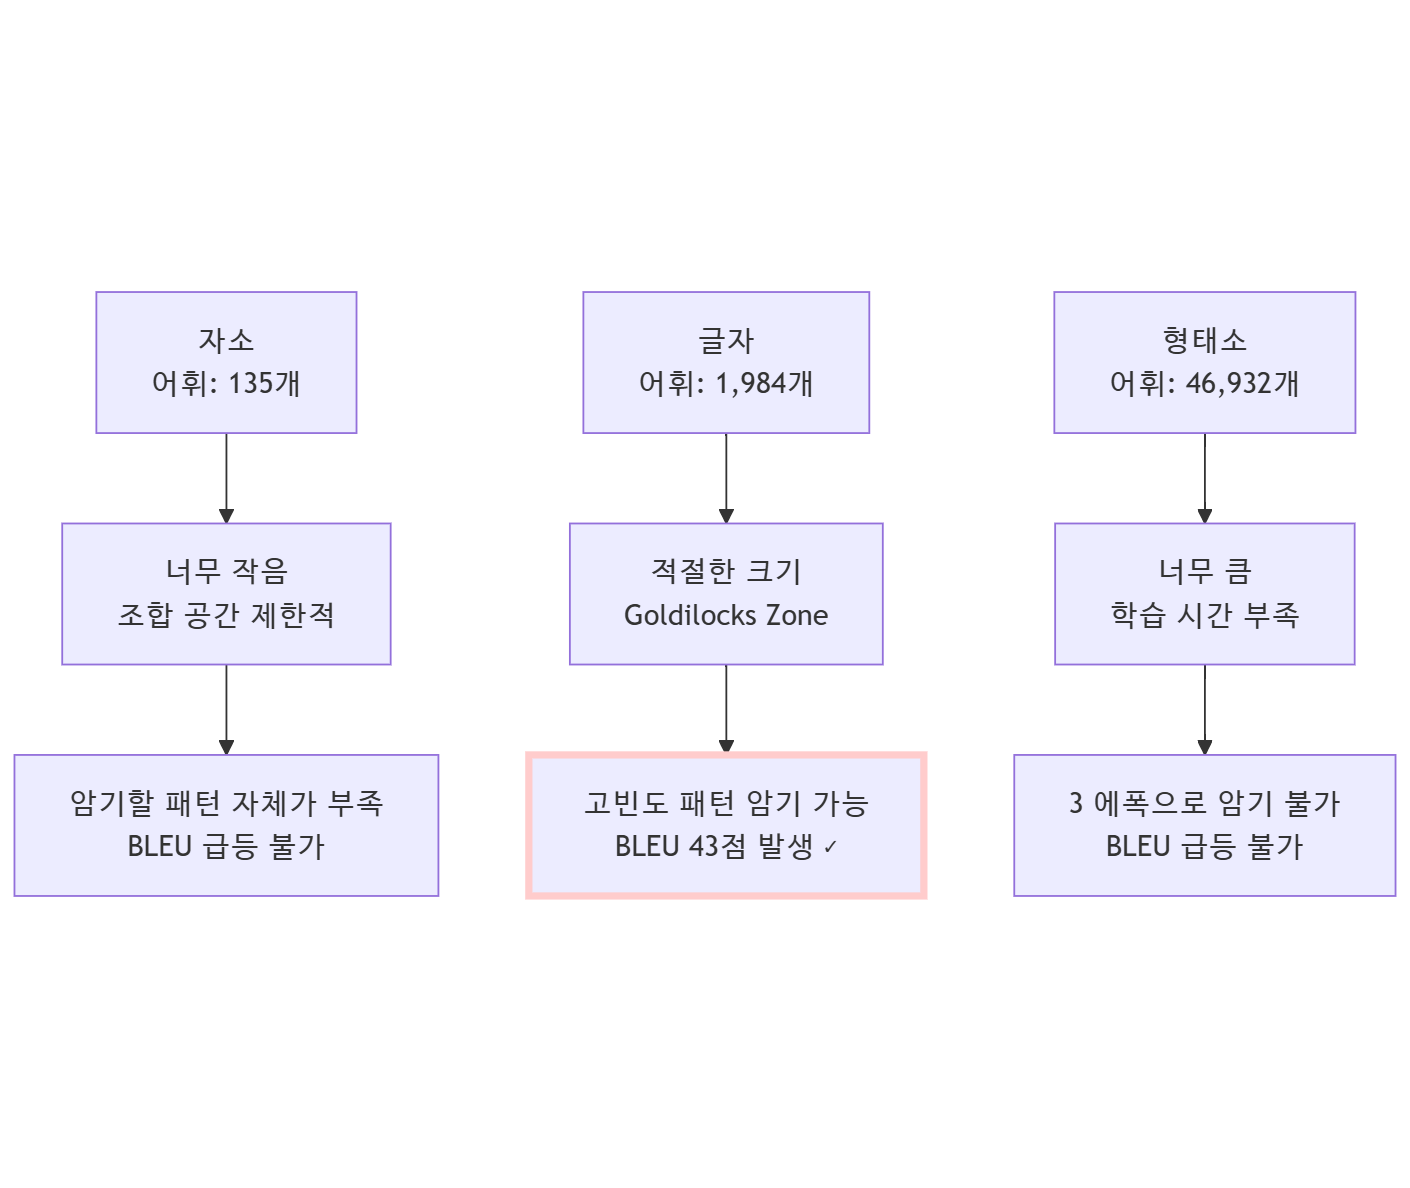 자소
어휘: 135개
너무 작음
조합 공간 제한적
암기할 패턴 자체가 부족
BLEU 급등 불가
글자
어휘: 1,984개
적절한 크기
Goldilocks Zone
고빈도 패턴 암기 가능
BLEU 43점 발생 ✓
형태소
어휘: 46,932개
너무 큼
학습 시간 부족
3 에폭으로 암기 불가
BLEU 급등 불가